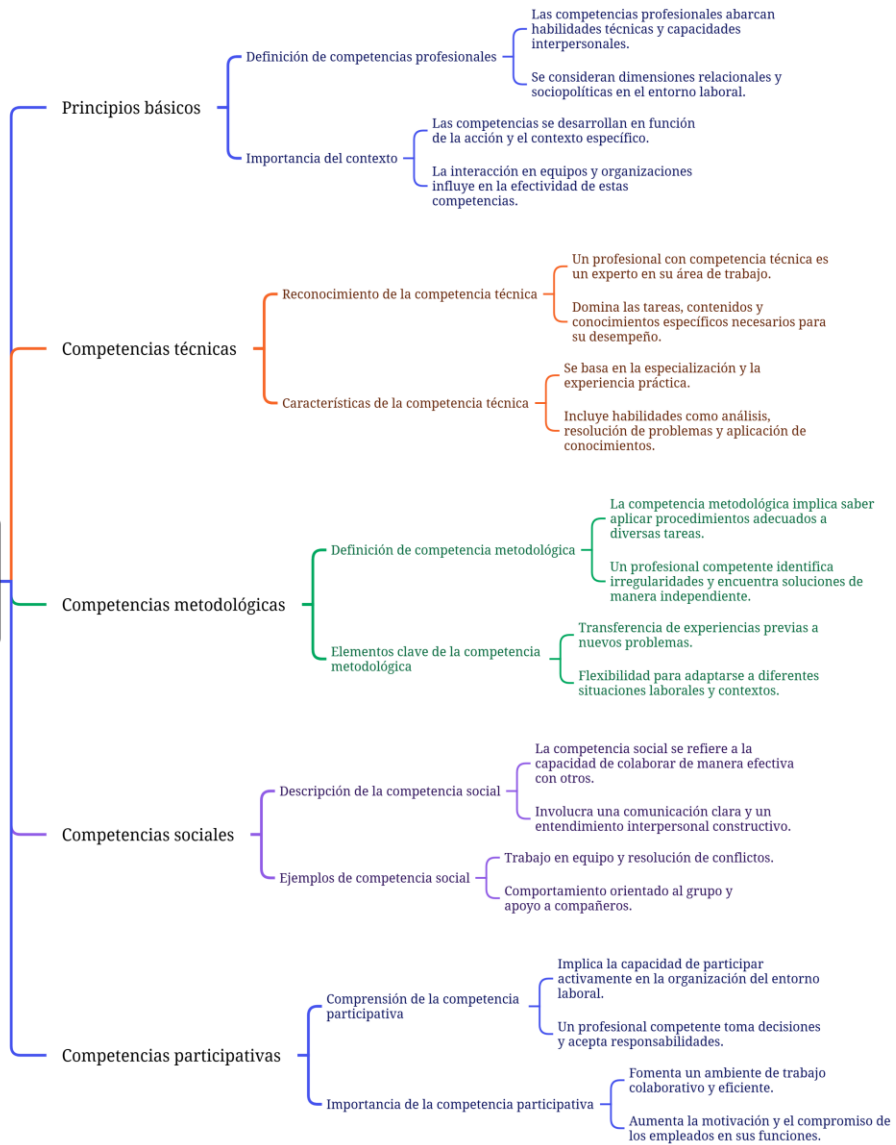 Principios básicos
Definición de competencias profesionales
Las competencias profesionales abarcan
habilidades técnicas y capacidades
interpersonales.
Se consideran dimensiones relacionales y
sociopolíticas en el entorno laboral.
Importancia del contexto
Las competencias se desarrollan en función
de la acción y el contexto específico.
La interacción en equipos y organizaciones
influye en la efectividad de estas
competencias.
Competencias técnicas
Reconocimiento de la competencia técnica
Un profesional con competencia técnica es
un experto en su área de trabajo.
Domina las tareas, contenidos y
conocimientos específicos necesarios para
su desempeño.
Características de la competencia técnica
Se basa en la especialización y la
experiencia práctica.
Incluye habilidades como análisis,
resolución de problemas y aplicación de
conocimientos.
Competencias metodológicas
Definición de competencia metodológica
La competencia metodológica implica saber
aplicar procedimientos adecuados a
diversas tareas.
Un profesional competente identifica
irregularidades y encuentra soluciones de
manera independiente.
Elementos clave de la competencia
metodológica
Transferencia de experiencias previas a
nuevos problemas.
Flexibilidad para adaptarse a diferentes
situaciones laborales y contextos.
Competencias sociales
Descripción de la competencia social
La competencia social se refiere a la
capacidad de colaborar de manera efectiva
con otros.
Involucra una comunicación clara y un
entendimiento interpersonal constructivo.
Ejemplos de competencia social
Trabajo en equipo y resolución de conflictos.
Comportamiento orientado al grupo y
apoyo a compañeros.
Competencias participativas
Comprensión de la competencia
participativa
Implica la capacidad de participar
activamente en la organización del entorno
laboral.
Un profesional competente toma decisiones
y acepta responsabilidades.
Importancia de la competencia participativa
Fomenta un ambiente de trabajo
colaborativo y eficiente.
Aumenta la motivación y el compromiso de
los empleados en sus funciones.